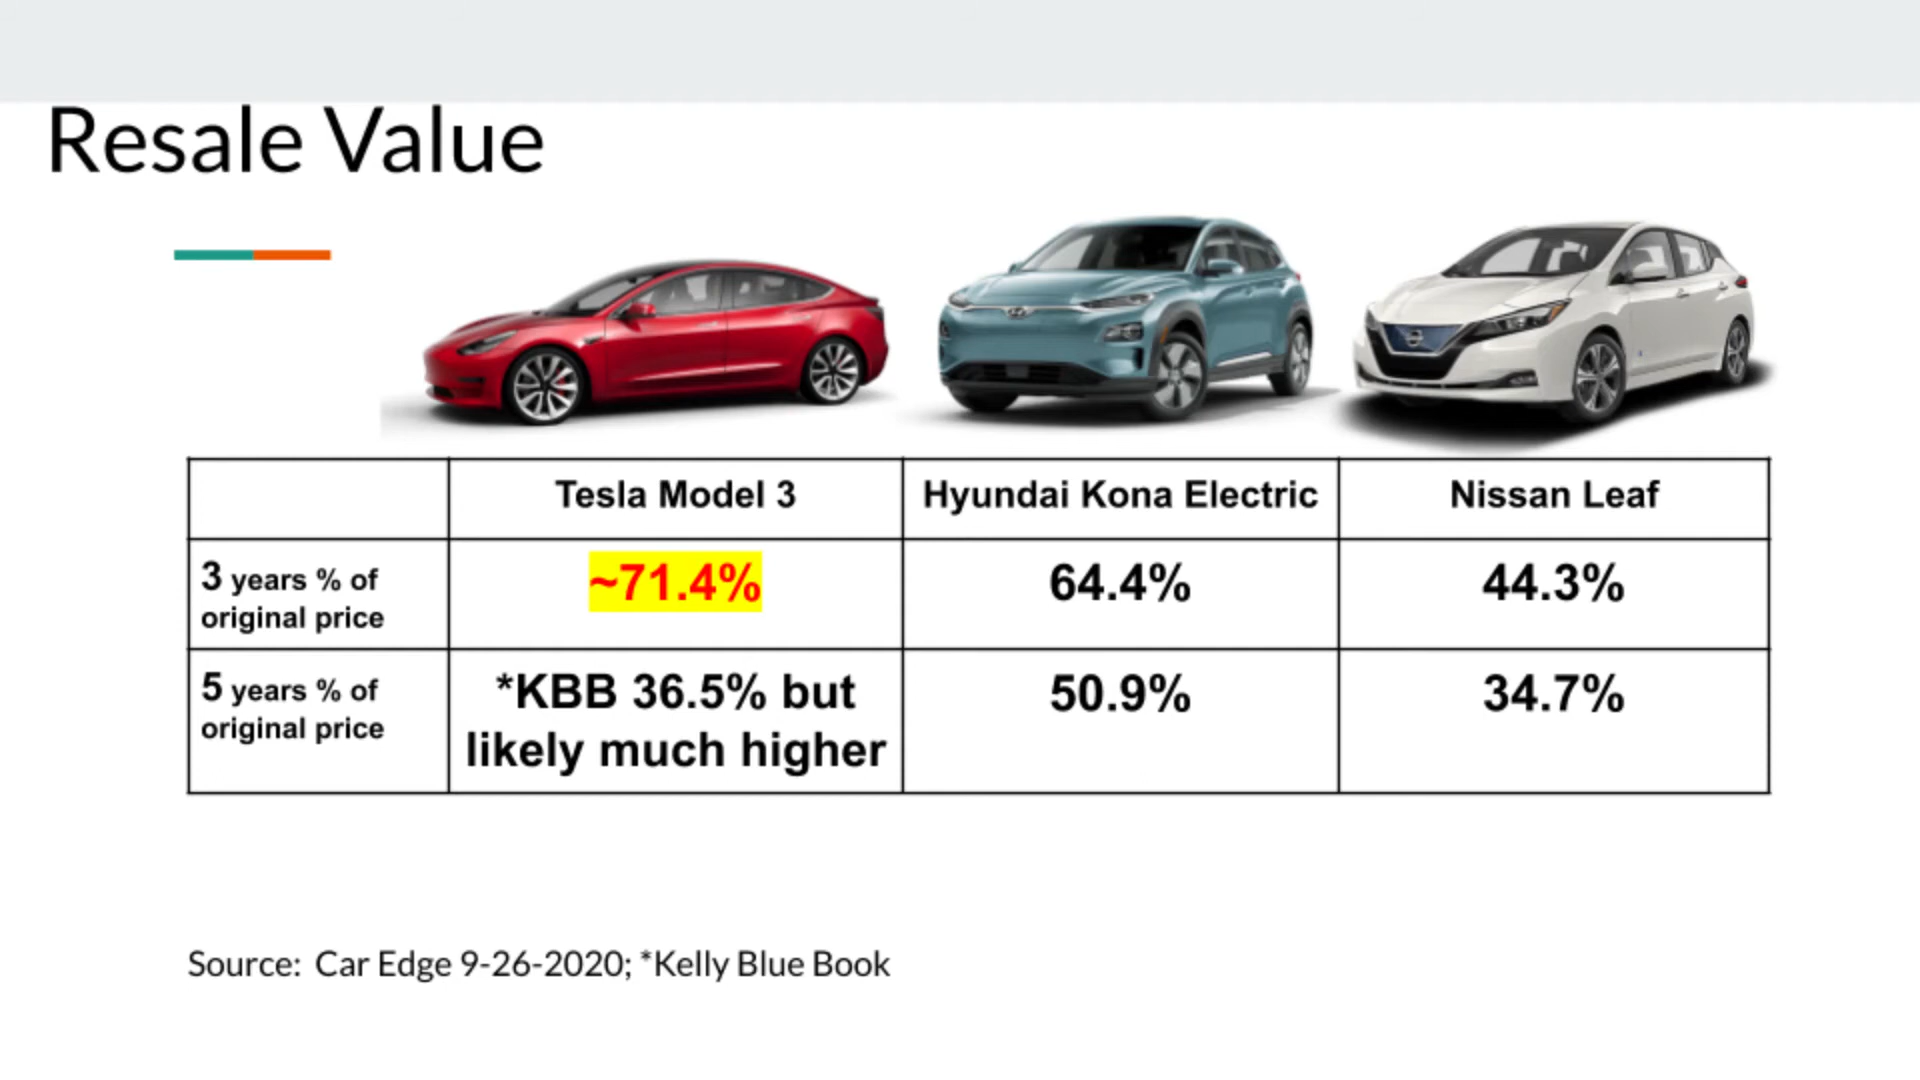 Resale Value
Tesla Model 3
Hyundai Kona Electric
Nissan Leaf
3 years % of
original price
~71.4%
64.4%
44.3%
5 years % of
original price
*KBB 36.5% but
likely much higher
50.9%
34.7%
Source:  Car Edge 9-26-2020; *Kelly Blue Book